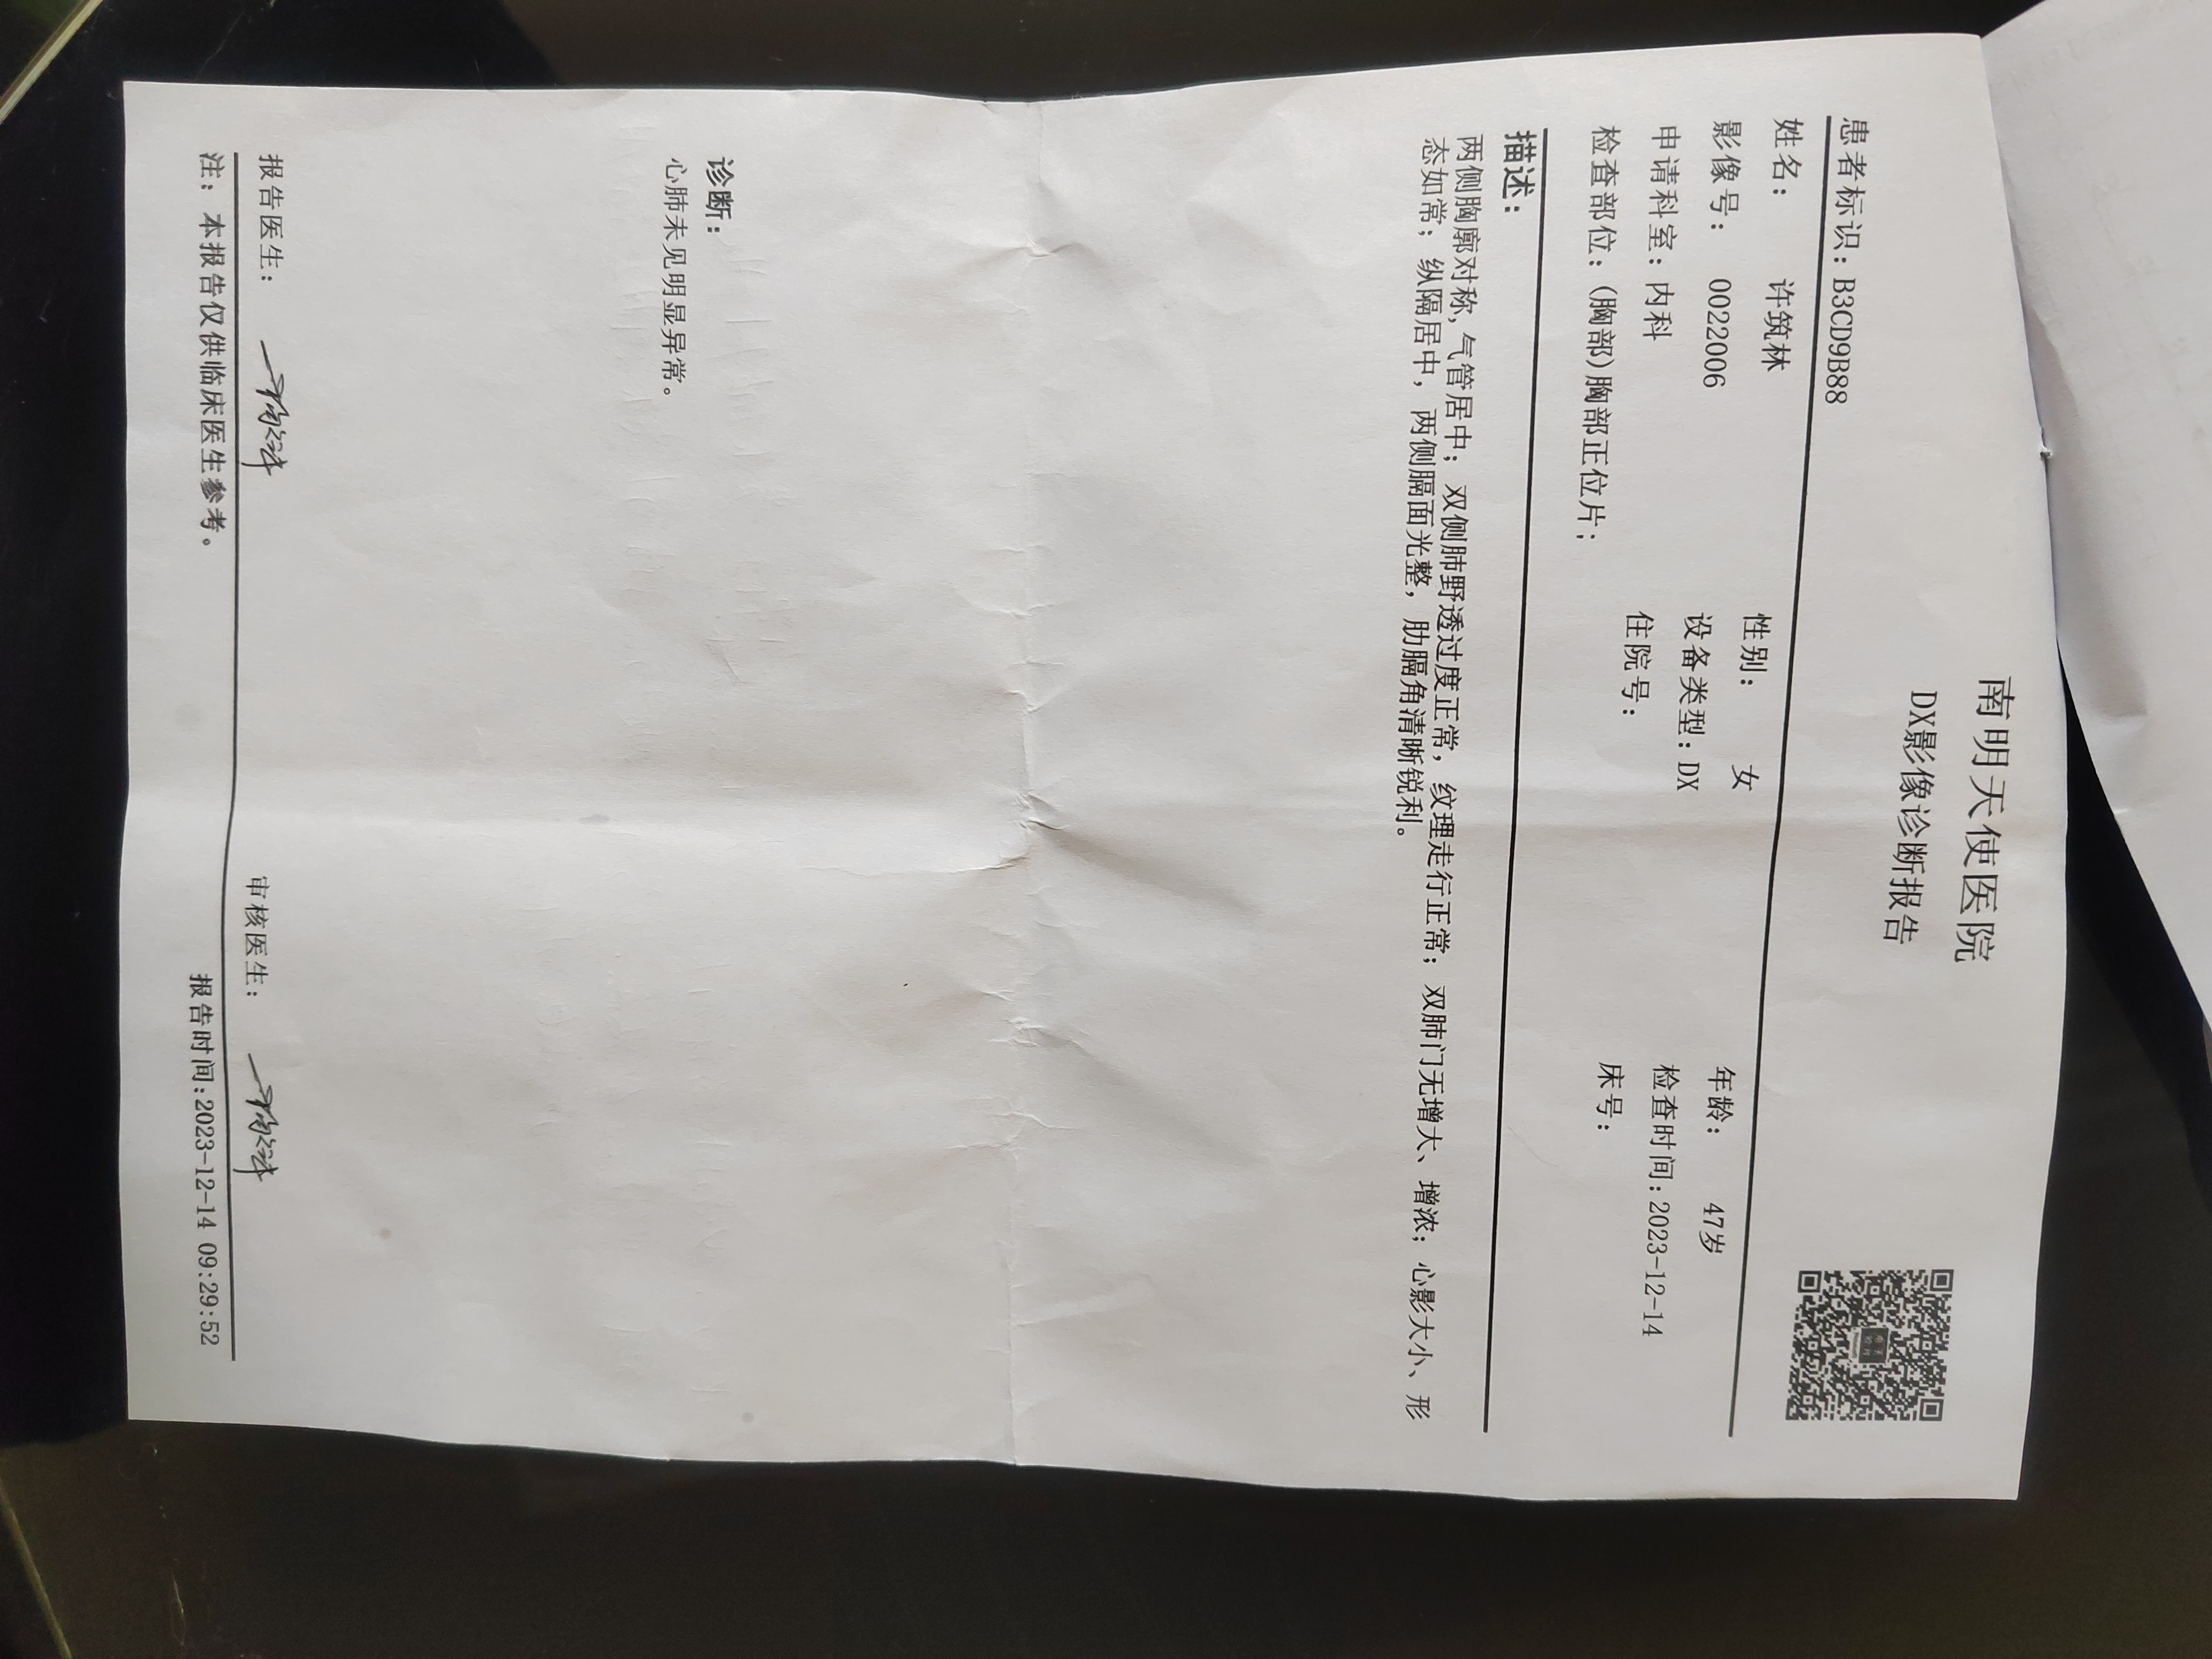 南明天使医院
DX影像诊断报告
患者标识：B3CD9B88
姓名： 许筑林 性别： 女 年龄： 47岁
影像号： 00222006 设备类型：DX 检查时间：2023-12-14
申请科室：内科 住院号： 床号：
检查部位：(胸部)胸部正位片；
描述：
两侧胸廓对称，气管居中；双侧肺野透过度正常，纹理走行正常；双肺门无增大、增浓；心影大小、形
态如常；纵隔居中，两侧膈面光整，肋膈角清晰锐利。
诊断：
心肺未见明显异常。
报告医生： 审核医生：
注：本报告仅供临床医生参考。 报告时间：2023-12-14 09:29:52